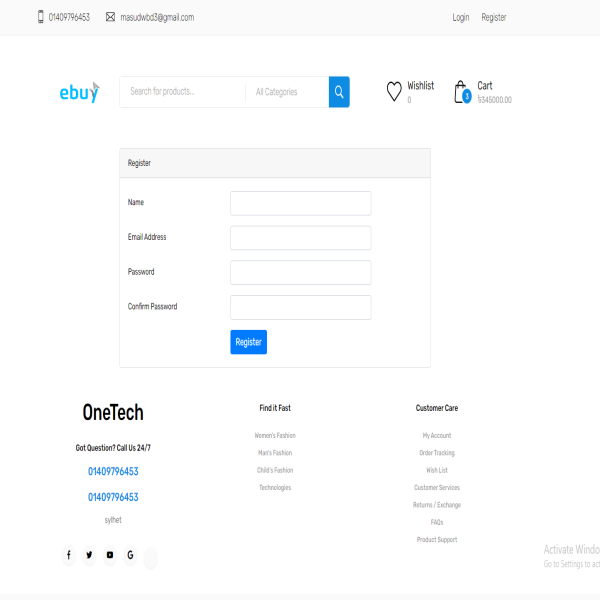 01409796453 masudwbd3@gmail.com Login Register
ebuy Search for products... All Categories Wishlist 0 Cart 3 ৳345000.00
Register
Name
Email Address
Password
Confirm Password
Register
OneTech
Got Question? Call Us 24/7
01409796453
01409796453
sylhet
Find it Fast
Women's Fashion
Man's Fashion
Child's Fashion
Technologies
Customer Care
My Account
Order Tracking
Wish List
Customer Services
Returns / Exchange
FAQs
Product Support
Activate Windo
Go to Settings to act